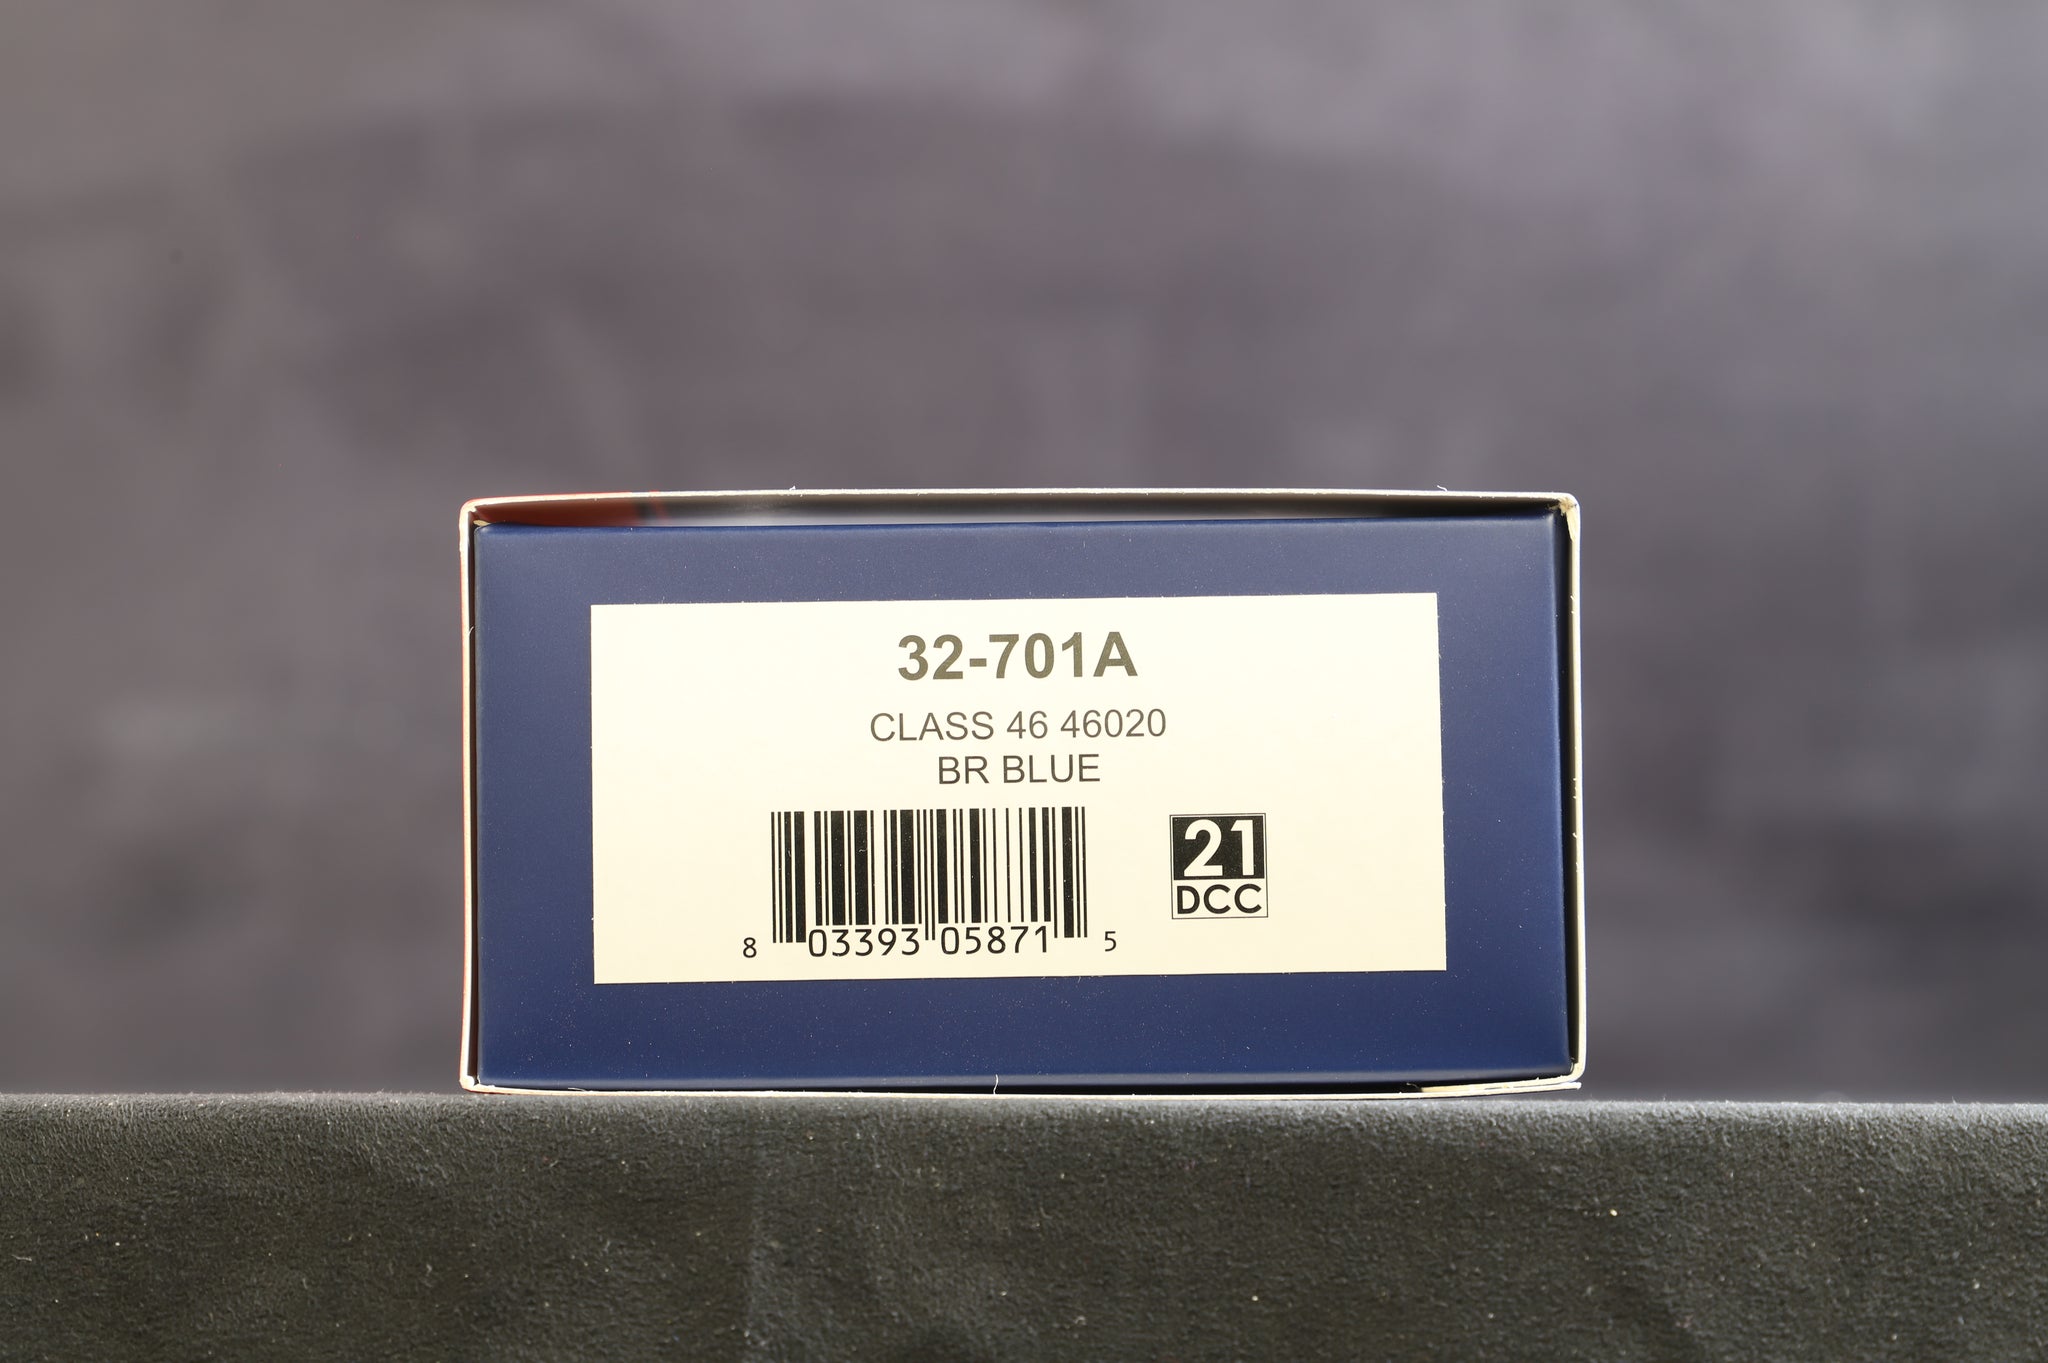 32-701A
CLASS 46 46020
BR BLUE
8 03393 05871 5
21
DCC